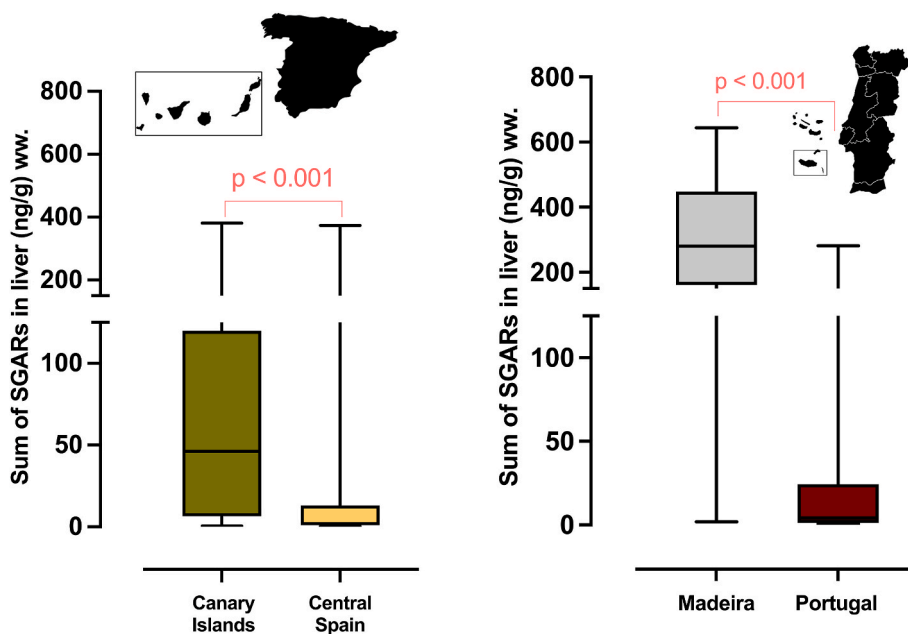 Sum of SGARs in liver (ng/g) ww.
800
600
400
200
100
50
0
p < 0.001
Canary
Islands
Central
Spain
Sum of SGARs in liver (ng/g) ww.
800
600
400
200
100
50
0
p < 0.001
Madeira
Portugal